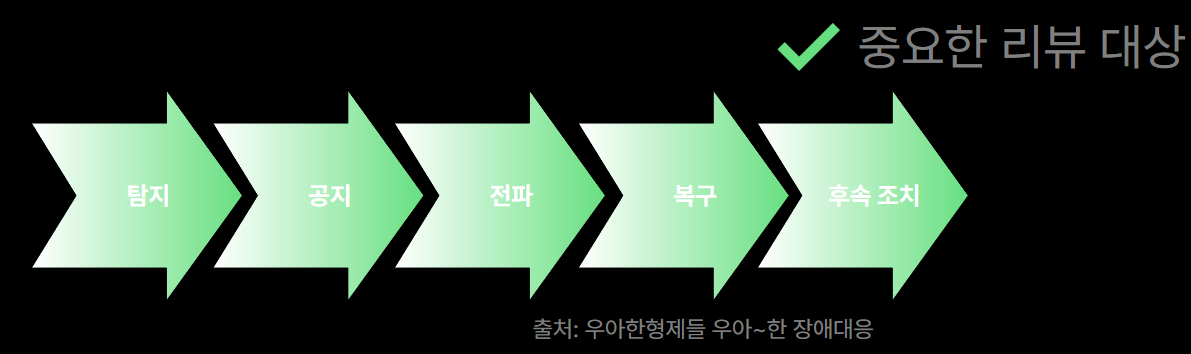 중요한 리뷰 대상
탐지
공지
전파
복구
후속 조치
출처: 우아한형제들 우아~한 장애대응